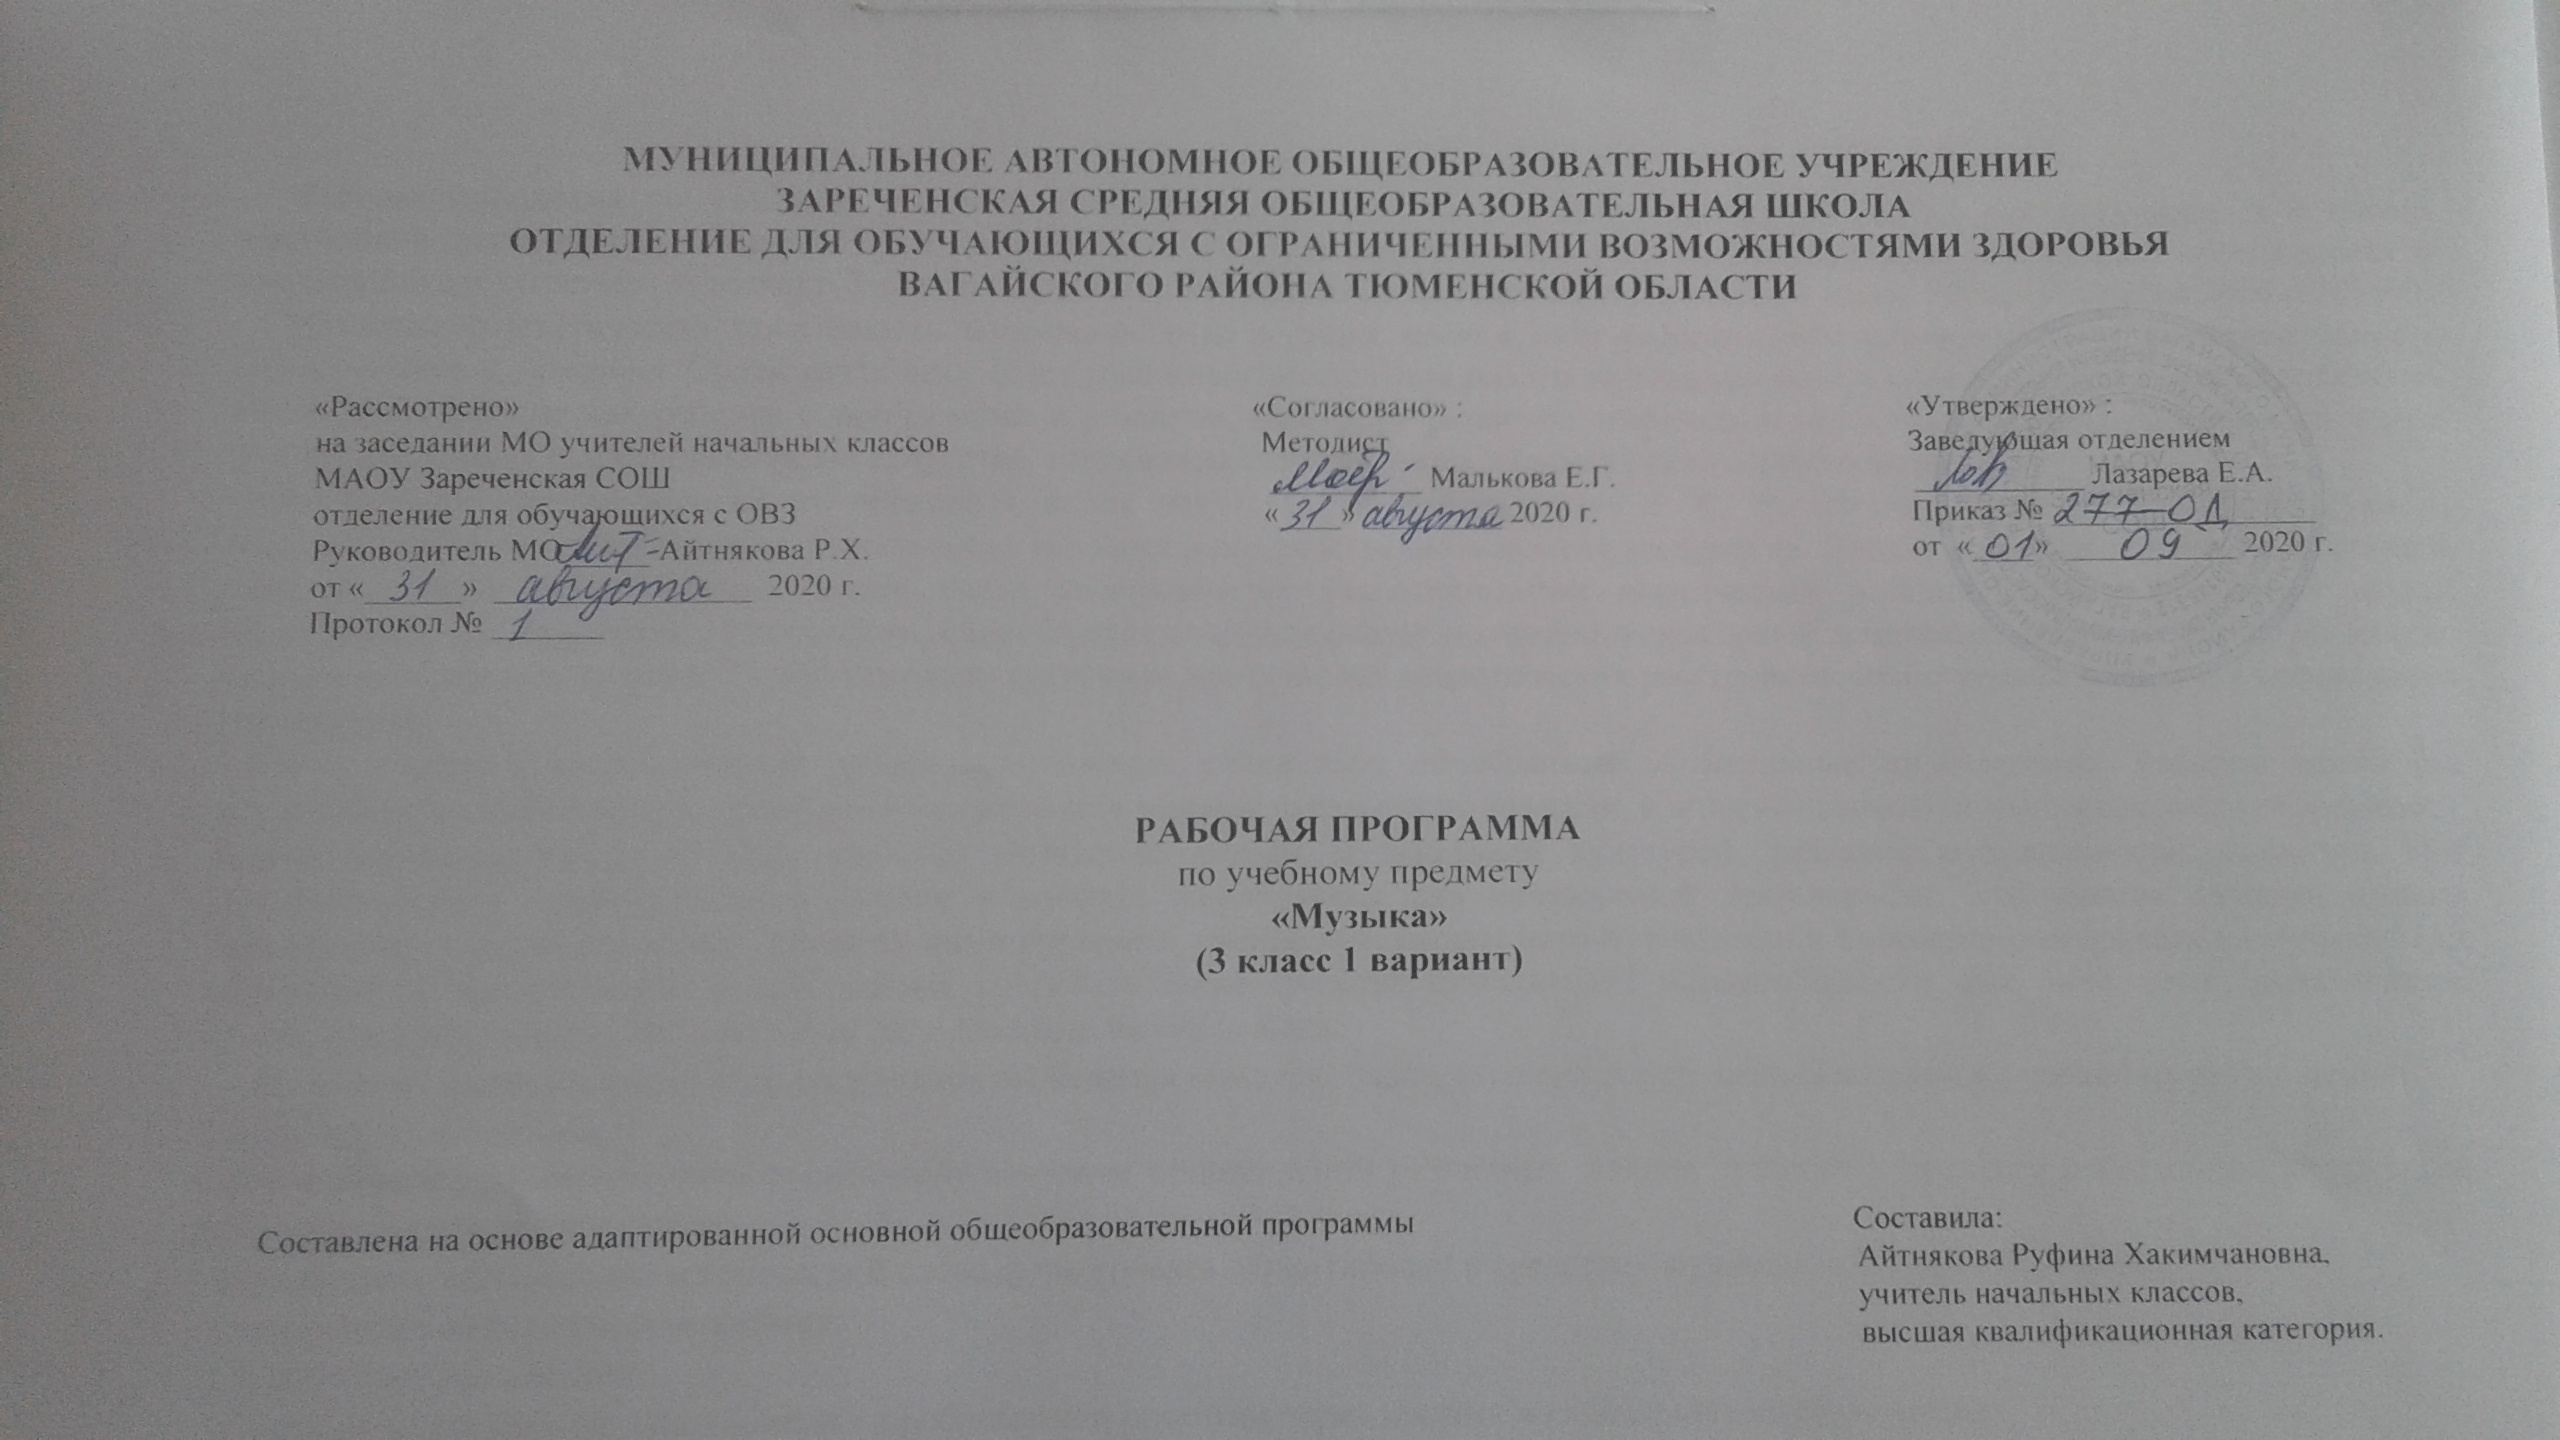 МУНИЦИПАЛЬНОЕ АВТОНОМНОЕ ОБЩЕОБРАЗОВАТЕЛЬНОЕ УЧРЕЖДЕНИЕ
ЗАРЕЧЕНСКАЯ СРЕДНЯЯ ОБЩЕОБРАЗОВАТЕЛЬНАЯ ШКОЛА
ОТДЕЛЕНИЕ ДЛЯ ОБУЧАЮЩИХСЯ С ОГРАНИЧЕННЫМИ ВОЗМОЖНОСТЯМИ ЗДОРОВЬЯ
ВАГАЙСКОГО РАЙОНА ТЮМЕНСКОЙ ОБЛАСТИ
«Рассмотрено»
на заседании МО учителей начальных классов
МАОУ Зареченская СОШ
отделение для обучающихся с ОВЗ
Руководитель МО Айтнякова Р.Х.
от « 31 » августа 2020 г.
Протокол № 1
«Согласовано» :
Методист
Малькова Е.Г.
« 31 » августа 2020 г.
«Утверждено» :
Заведующая отделением
Лазарева Е.А.
Приказ № 277-ОД
от « 01 » 09 2020 г.
РАБОЧАЯ ПРОГРАММА
по учебному предмету
«Музыка»
(3 класс 1 вариант)
Составлена на основе адаптированной основной общеобразовательной программы
Составила:
Айтнякова Руфина Хакимчановна,
учитель начальных классов,
высшая квалификационная категория.